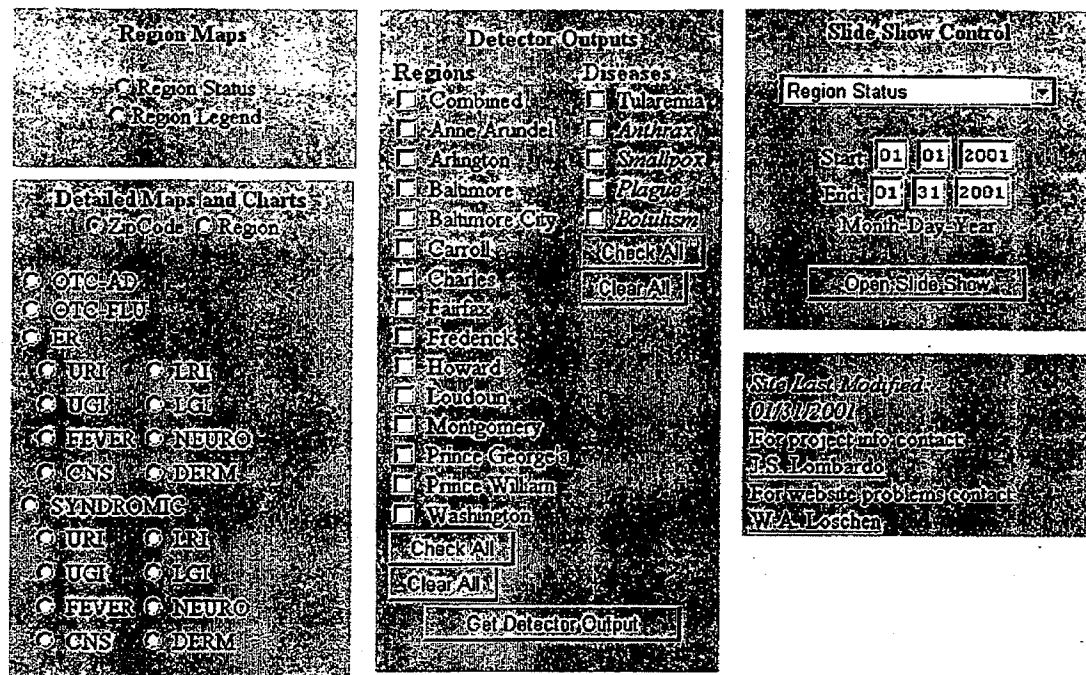 Region Maps
Region Status
Region Legend
Detailed Maps and Charts
ZipCode Region
OTC-AD
OTC-FLU
ER
URI LRI
UGI LGI
FEVER NEURO
CNS DERM
SYNDROMIC
URI LRI
UGI LGI
FEVER NEURO
CNS DERM
Detector Outputs
Regions
Combined
Anne Arundel
Arlington
Baltimore
Baltimore City
Carroll
Charles
Fairfax
Frederick
Howard
Loudoun
Montgomery
Prince George's
Prince William
Washington
Check All
Clear All
Diseases
Tularemia
Anthrax
Smallpox
Plague
Botulism
Check All
Clear All
Get Detector Output
Slide Show Control
Region Status
Start 01 01 2001
End 01 31 2001
Month-Day-Year
Open Slide Show
Site Last Modified:
01/31/2001
For project info contact
J.S. Lombardo
For website problems contact
W.A. Loschen